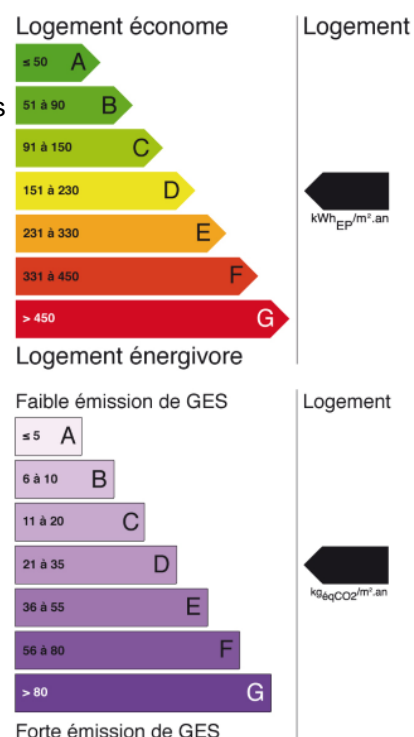 Logement économe
Logement
≤ 50 A
s
51 à 90 B
91 à 150 C
151 à 230 D
kWhEP/m².an
231 à 330 E
331 à 450 F
> 450 G
Logement énergivore
Faible émission de GES
Logement
≤ 5 A
6 à 10 B
11 à 20 C
21 à 35 D
kgéqCO2/m².an
36 à 55 E
56 à 80 F
> 80 G
Forte émission de GES